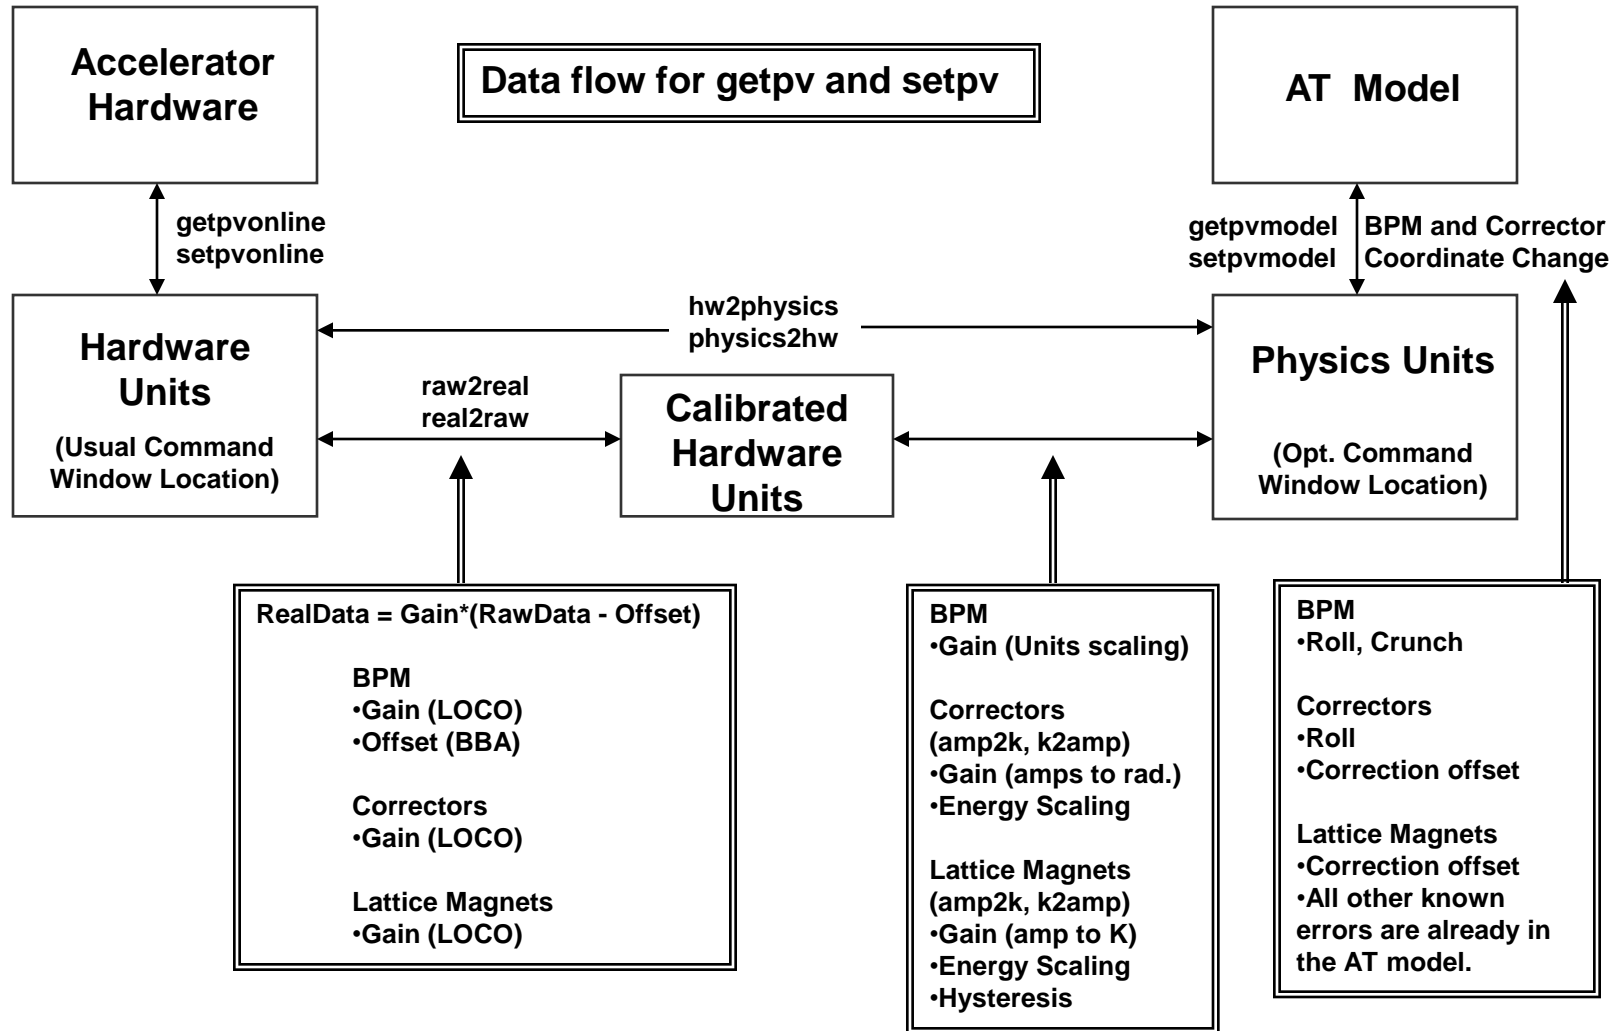 Accelerator
Hardware
Data flow for getpv and setpv
AT Model
getpvonline
setpvonline
getpvmodel
setpvmodel
BPM and Corrector
Coordinate Change
Hardware
Units
(Usual Command
Window Location)
hw2physics
physics2hw
raw2real
real2raw
Calibrated
Hardware
Units
Physics Units
(Opt. Command
Window Location)
RealData = Gain*(RawData - Offset)
BPM
•Gain (LOCO)
•Offset (BBA)
Correctors
•Gain (LOCO)
Lattice Magnets
•Gain (LOCO)
BPM
•Gain (Units scaling)
Correctors
(amp2k, k2amp)
•Gain (amps to rad.)
•Energy Scaling
Lattice Magnets
(amp2k, k2amp)
•Gain (amp to K)
•Energy Scaling
•Hysteresis
BPM
•Roll, Crunch
Correctors
•Roll
•Correction offset
Lattice Magnets
•Correction offset
•All other known
errors are already in
the AT model.